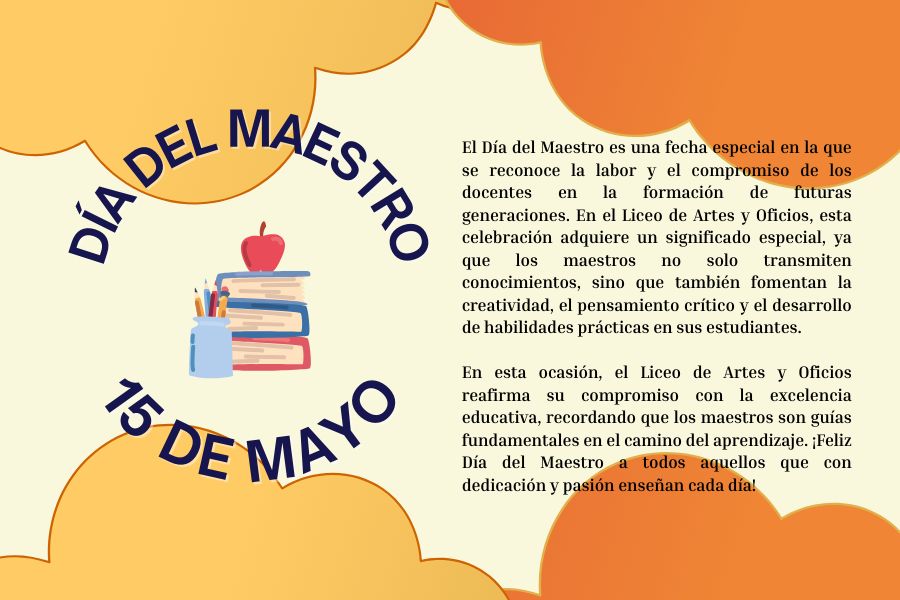 DÍA DEL MAESTRO
15 DE MAYO
El Día del Maestro es una fecha especial en la que
se reconoce la labor y el compromiso de los
docentes en la formación de futuras
generaciones. En el Liceo de Artes y Oficios, esta
celebración adquiere un significado especial, ya
que los maestros no solo transmiten
conocimientos, sino que también fomentan la
creatividad, el pensamiento crítico y el desarrollo
de habilidades prácticas en sus estudiantes.
En esta ocasión, el Liceo de Artes y Oficios
reafirma su compromiso con la excelencia
educativa, recordando que los maestros son guías
fundamentales en el camino del aprendizaje. ¡Feliz
Día del Maestro a todos aquellos que con
dedicación y pasión enseñan cada día!